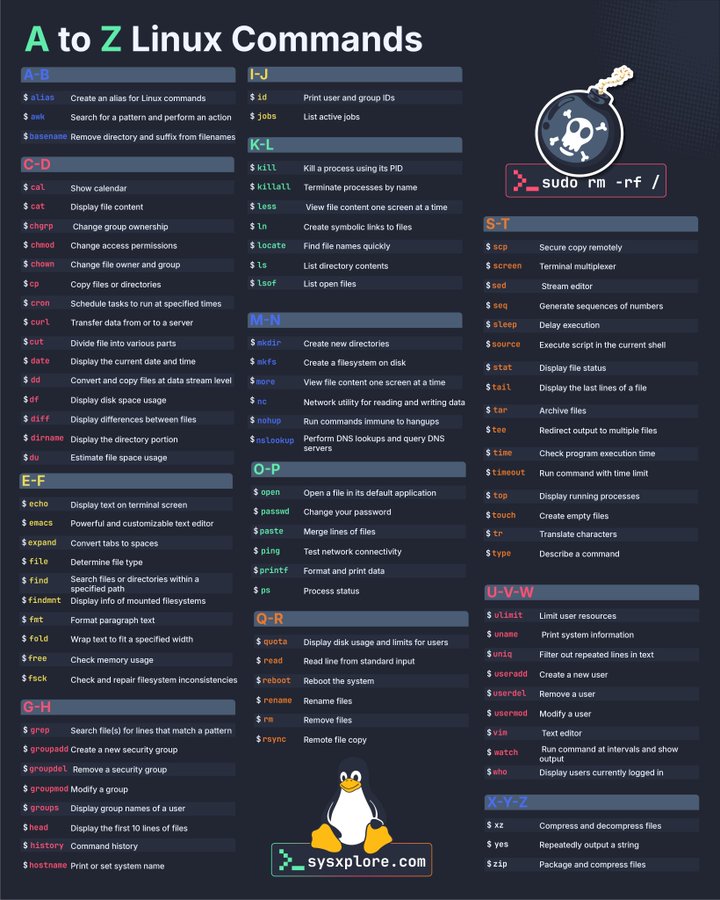 A to Z Linux Commands
A-B
$ alias Create an alias for Linux commands
$ awk Search for a pattern and perform an action
$ basename Remove directory and suffix from filenames
C-D
$ cal Show calendar
$ cat Display file content
$ chgrp Change group ownership
$ chmod Change access permissions
$ chown Change file owner and group
$ cp Copy files or directories
$ cron Schedule tasks to run at specified times
$ curl Transfer data from or to a server
$ cut Divide file into various parts
$ date Display the current date and time
$ dd Convert and copy files at data stream level
$ df Display disk space usage
$ diff Display differences between files
$ dirname Display the directory portion
$ du Estimate file space usage
E-F
$ echo Display text on terminal screen
$ emacs Powerful and customizable text editor
$ expand Convert tabs to spaces
$ file Determine file type
$ find Search files or directories within a
specified path
$ findmnt Display info of mounted filesystems
$ fmt Format paragraph text
$ fold Wrap text to fit a specified width
$ free Check memory usage
$ fsck Check and repair filesystem inconsistencies
G-H
$ grep Search file(s) for lines that match a pattern
$ groupadd Create a new security group
$ groupdel Remove a security group
$ groupmod Modify a group
$ groups Display group names of a user
$ head Display the first 10 lines of files
$ history Command history
$ hostname Print or set system name
I-J
$ id Print user and group IDs
$ jobs List active jobs
K-L
$ kill Kill a process using its PID
$ killall Terminate processes by name
$ less View file content one screen at a time
$ ln Create symbolic links to files
$ locate Find file names quickly
$ ls List directory contents
$ lsof List open files
M-N
$ mkdir Create new directories
$ mkfs Create a filesystem on disk
$ more View file content one screen at a time
$ nc Network utility for reading and writing data
$ nohup Run commands immune to hangups
$ nslookup Perform DNS lookups and query DNS
servers
O-P
$ open Open a file in its default application
$ passwd Change your password
$ paste Merge lines of files
$ ping Test network connectivity
$ printf Format and print data
$ ps Process status
Q-R
$ quota Display disk usage and limits for users
$ read Read line from standard input
$ reboot Reboot the system
$ rename Rename files
$ rm Remove files
$ rsync Remote file copy
>_ sysxplore.com
>_ sudo rm -rf /
S-T
$ scp Secure copy remotely
$ screen Terminal multiplexer
$ sed Stream editor
$ seq Generate sequences of numbers
$ sleep Delay execution
$ source Execute script in the current shell
$ stat Display file status
$ tail Display the last lines of a file
$ tar Archive files
$ tee Redirect output to multiple files
$ time Check program execution time
$ timeout Run command with time limit
$ top Display running processes
$ touch Create empty files
$ tr Translate characters
$ type Describe a command
U-V-W
$ ulimit Limit user resources
$ uname Print system information
$ uniq Filter out repeated lines in text
$ useradd Create a new user
$ userdel Remove a user
$ usermod Modify a user
$ vim Text editor
$ watch Run command at intervals and show
output
$ who Display users currently logged in
X-Y-Z
$ xz Compress and decompress files
$ yes Repeatedly output a string
$ zip Package and compress files